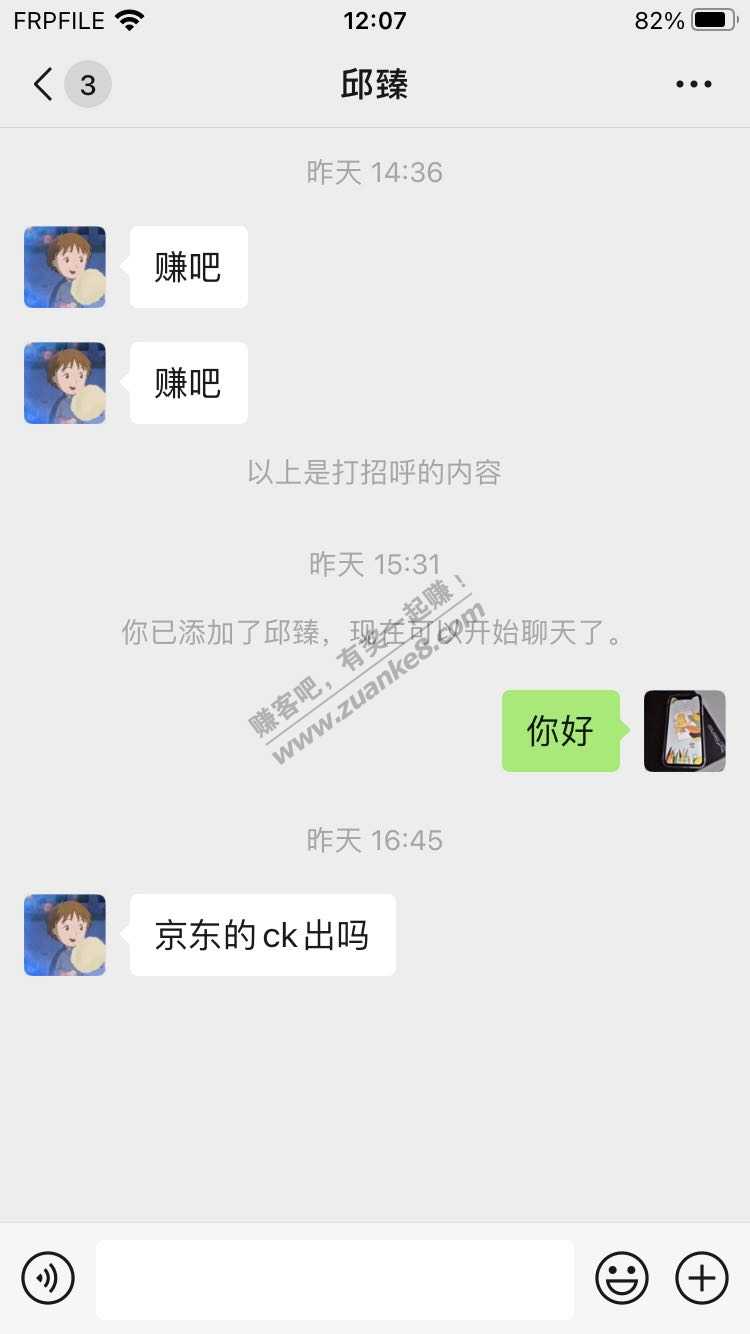 FRPFILE 12:07 82%
3 邱臻
昨天 14:36
赚吧
赚吧
以上是打招呼的内容
昨天 15:31
你已添加了邱臻，现在可以开始聊天了。
赚客吧，有奖一起赚！
www.zuanke8.com
你好
昨天 16:45
京东的ck出吗